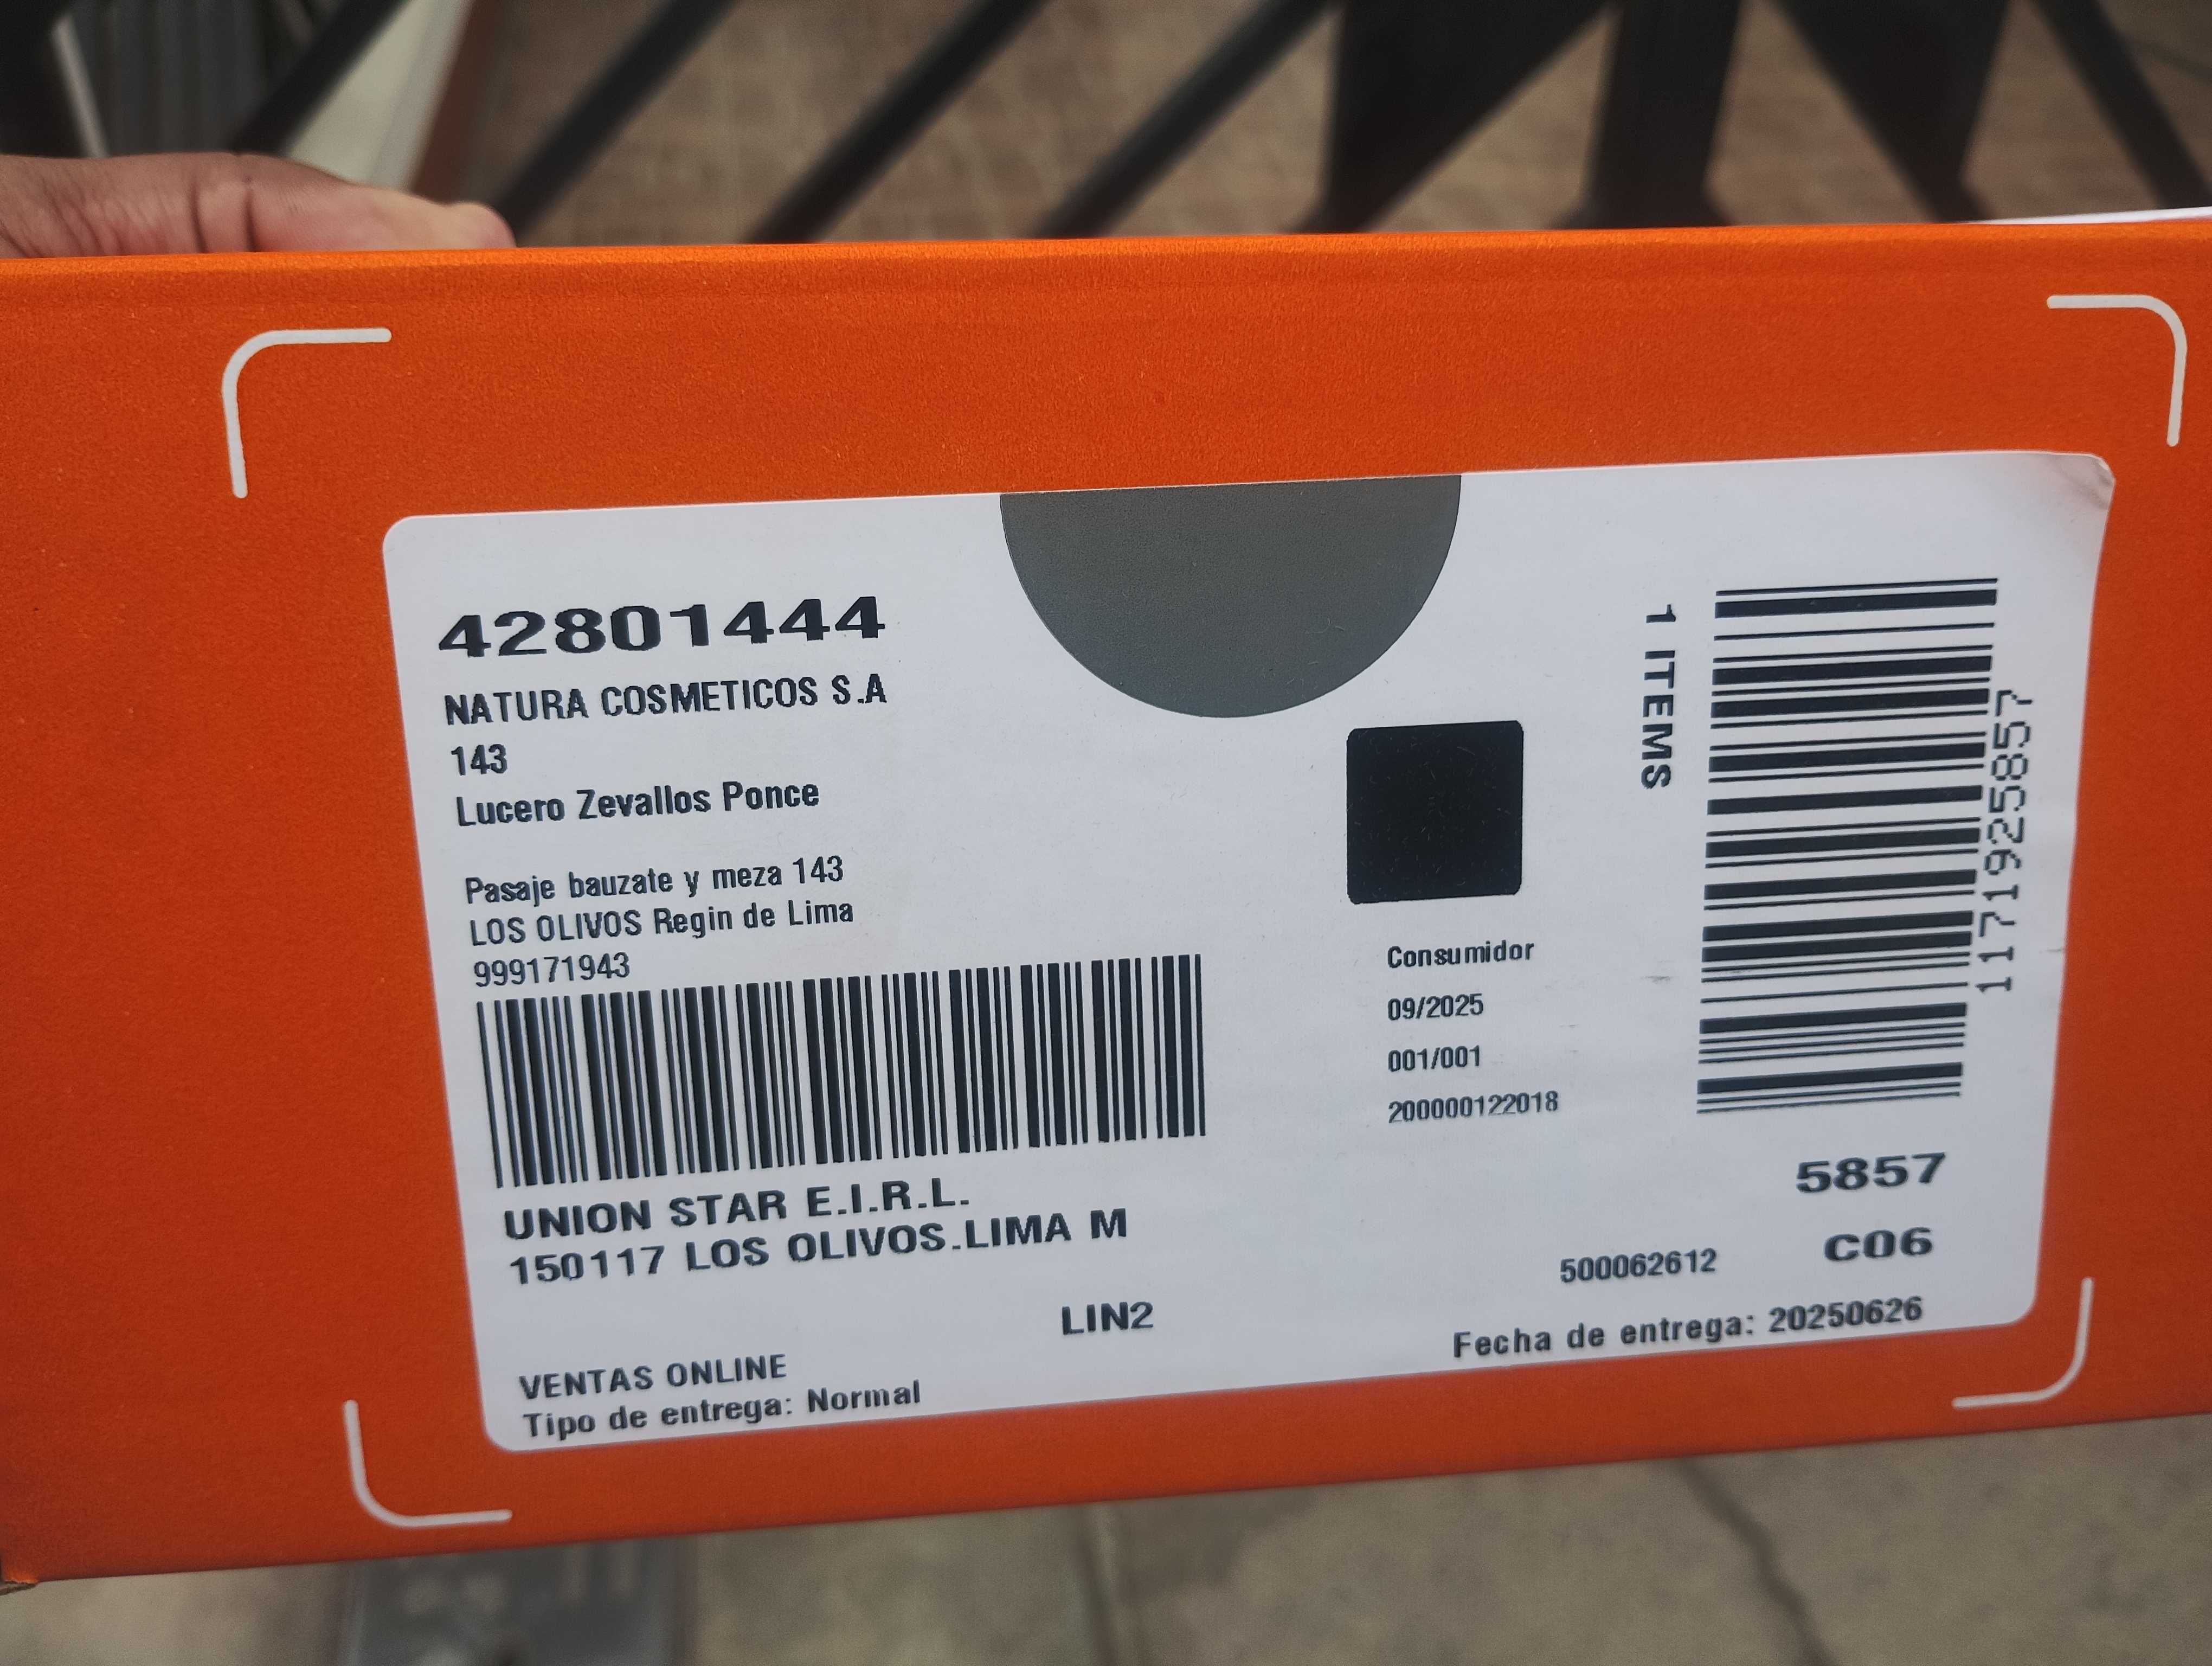 42801444
NATURA COSMETICOS S.A
143
Lucero Zevallos Ponce
Pasaje bauzate y meza 143
LOS OLIVOS Regin de Lima
999171943
UNION STAR E.I.R.L.
150117 LOS OLIVOS.LIMA M
LIN2
VENTAS ONLINE
Tipo de entrega: Normal
Consumidor
09/2025
001/001
200000122018
1 ITEMS
1171925857
5857
C06
500062612
Fecha de entrega: 20250626